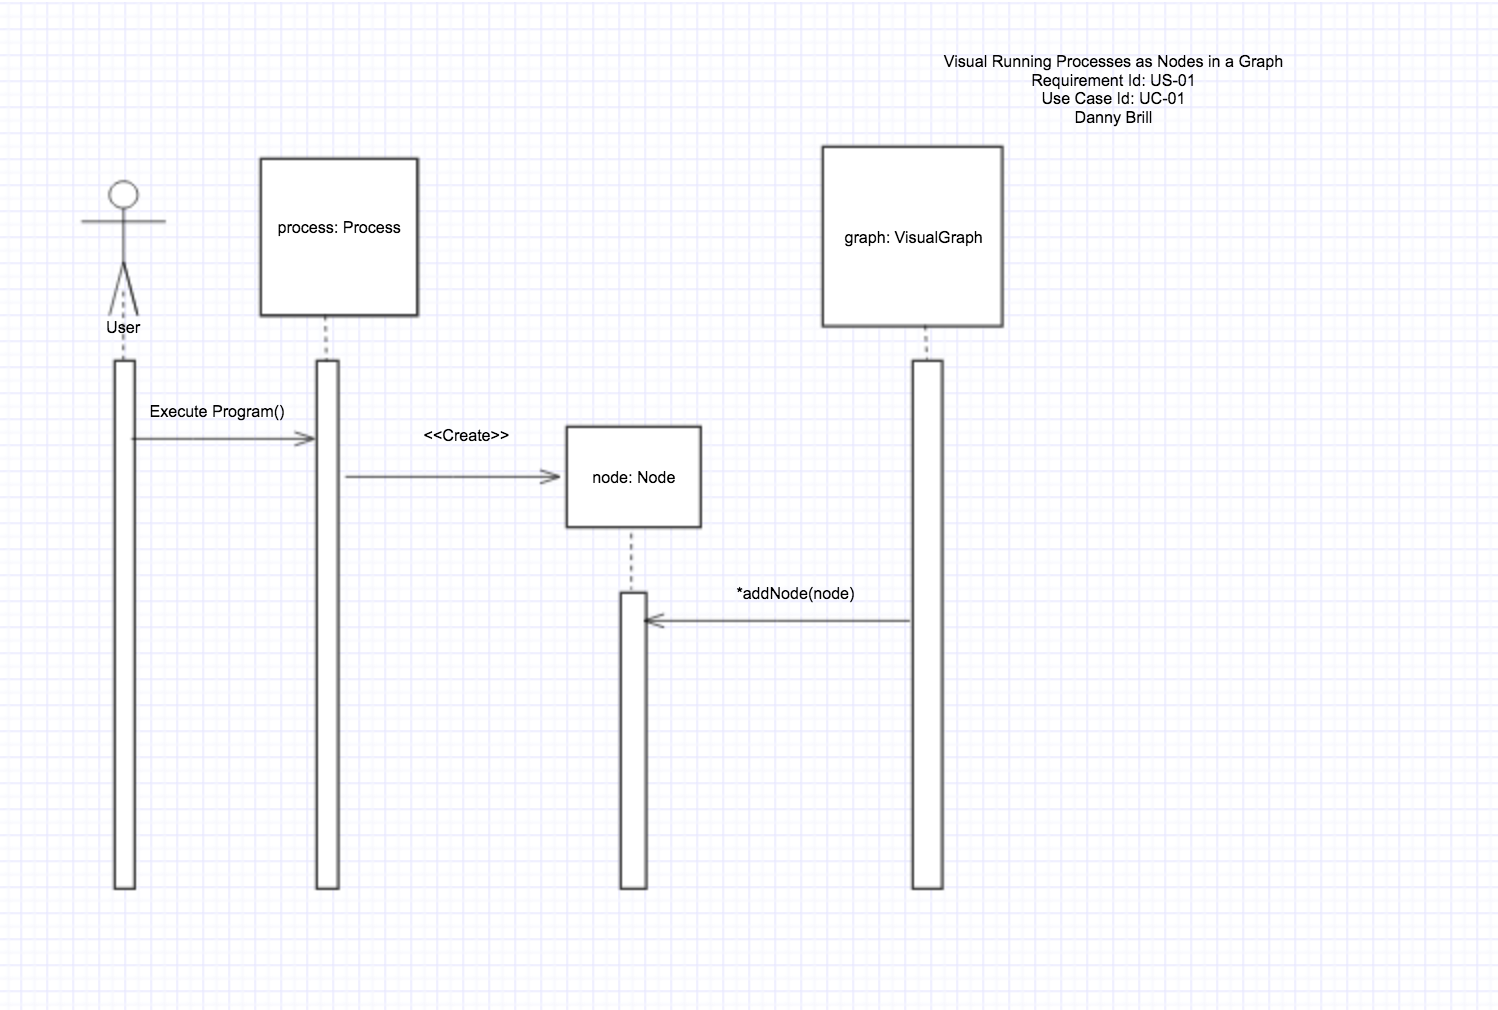 Visual Running Processes as Nodes in a Graph
Requirement Id: US-01
Use Case Id: UC-01
Danny Brill
process: Process
graph: VisualGraph
User
Execute Program()
<<Create>>
node: Node
*addNode(node)